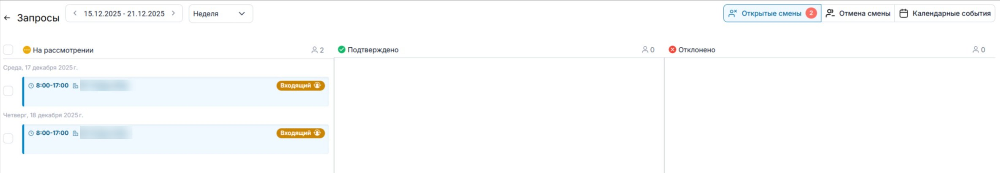 Запросы
15.12.2025 - 21.12.2025
Неделя
Открытые смены 2
Отмена смены
Календарные события
На рассмотрении 2
Подтверждено 0
Отклонено 0
Среда, 17 декабря 2025 г.
8:00-17:00 Входящий
Четверг, 18 декабря 2025 г.
8:00-17:00 Входящий